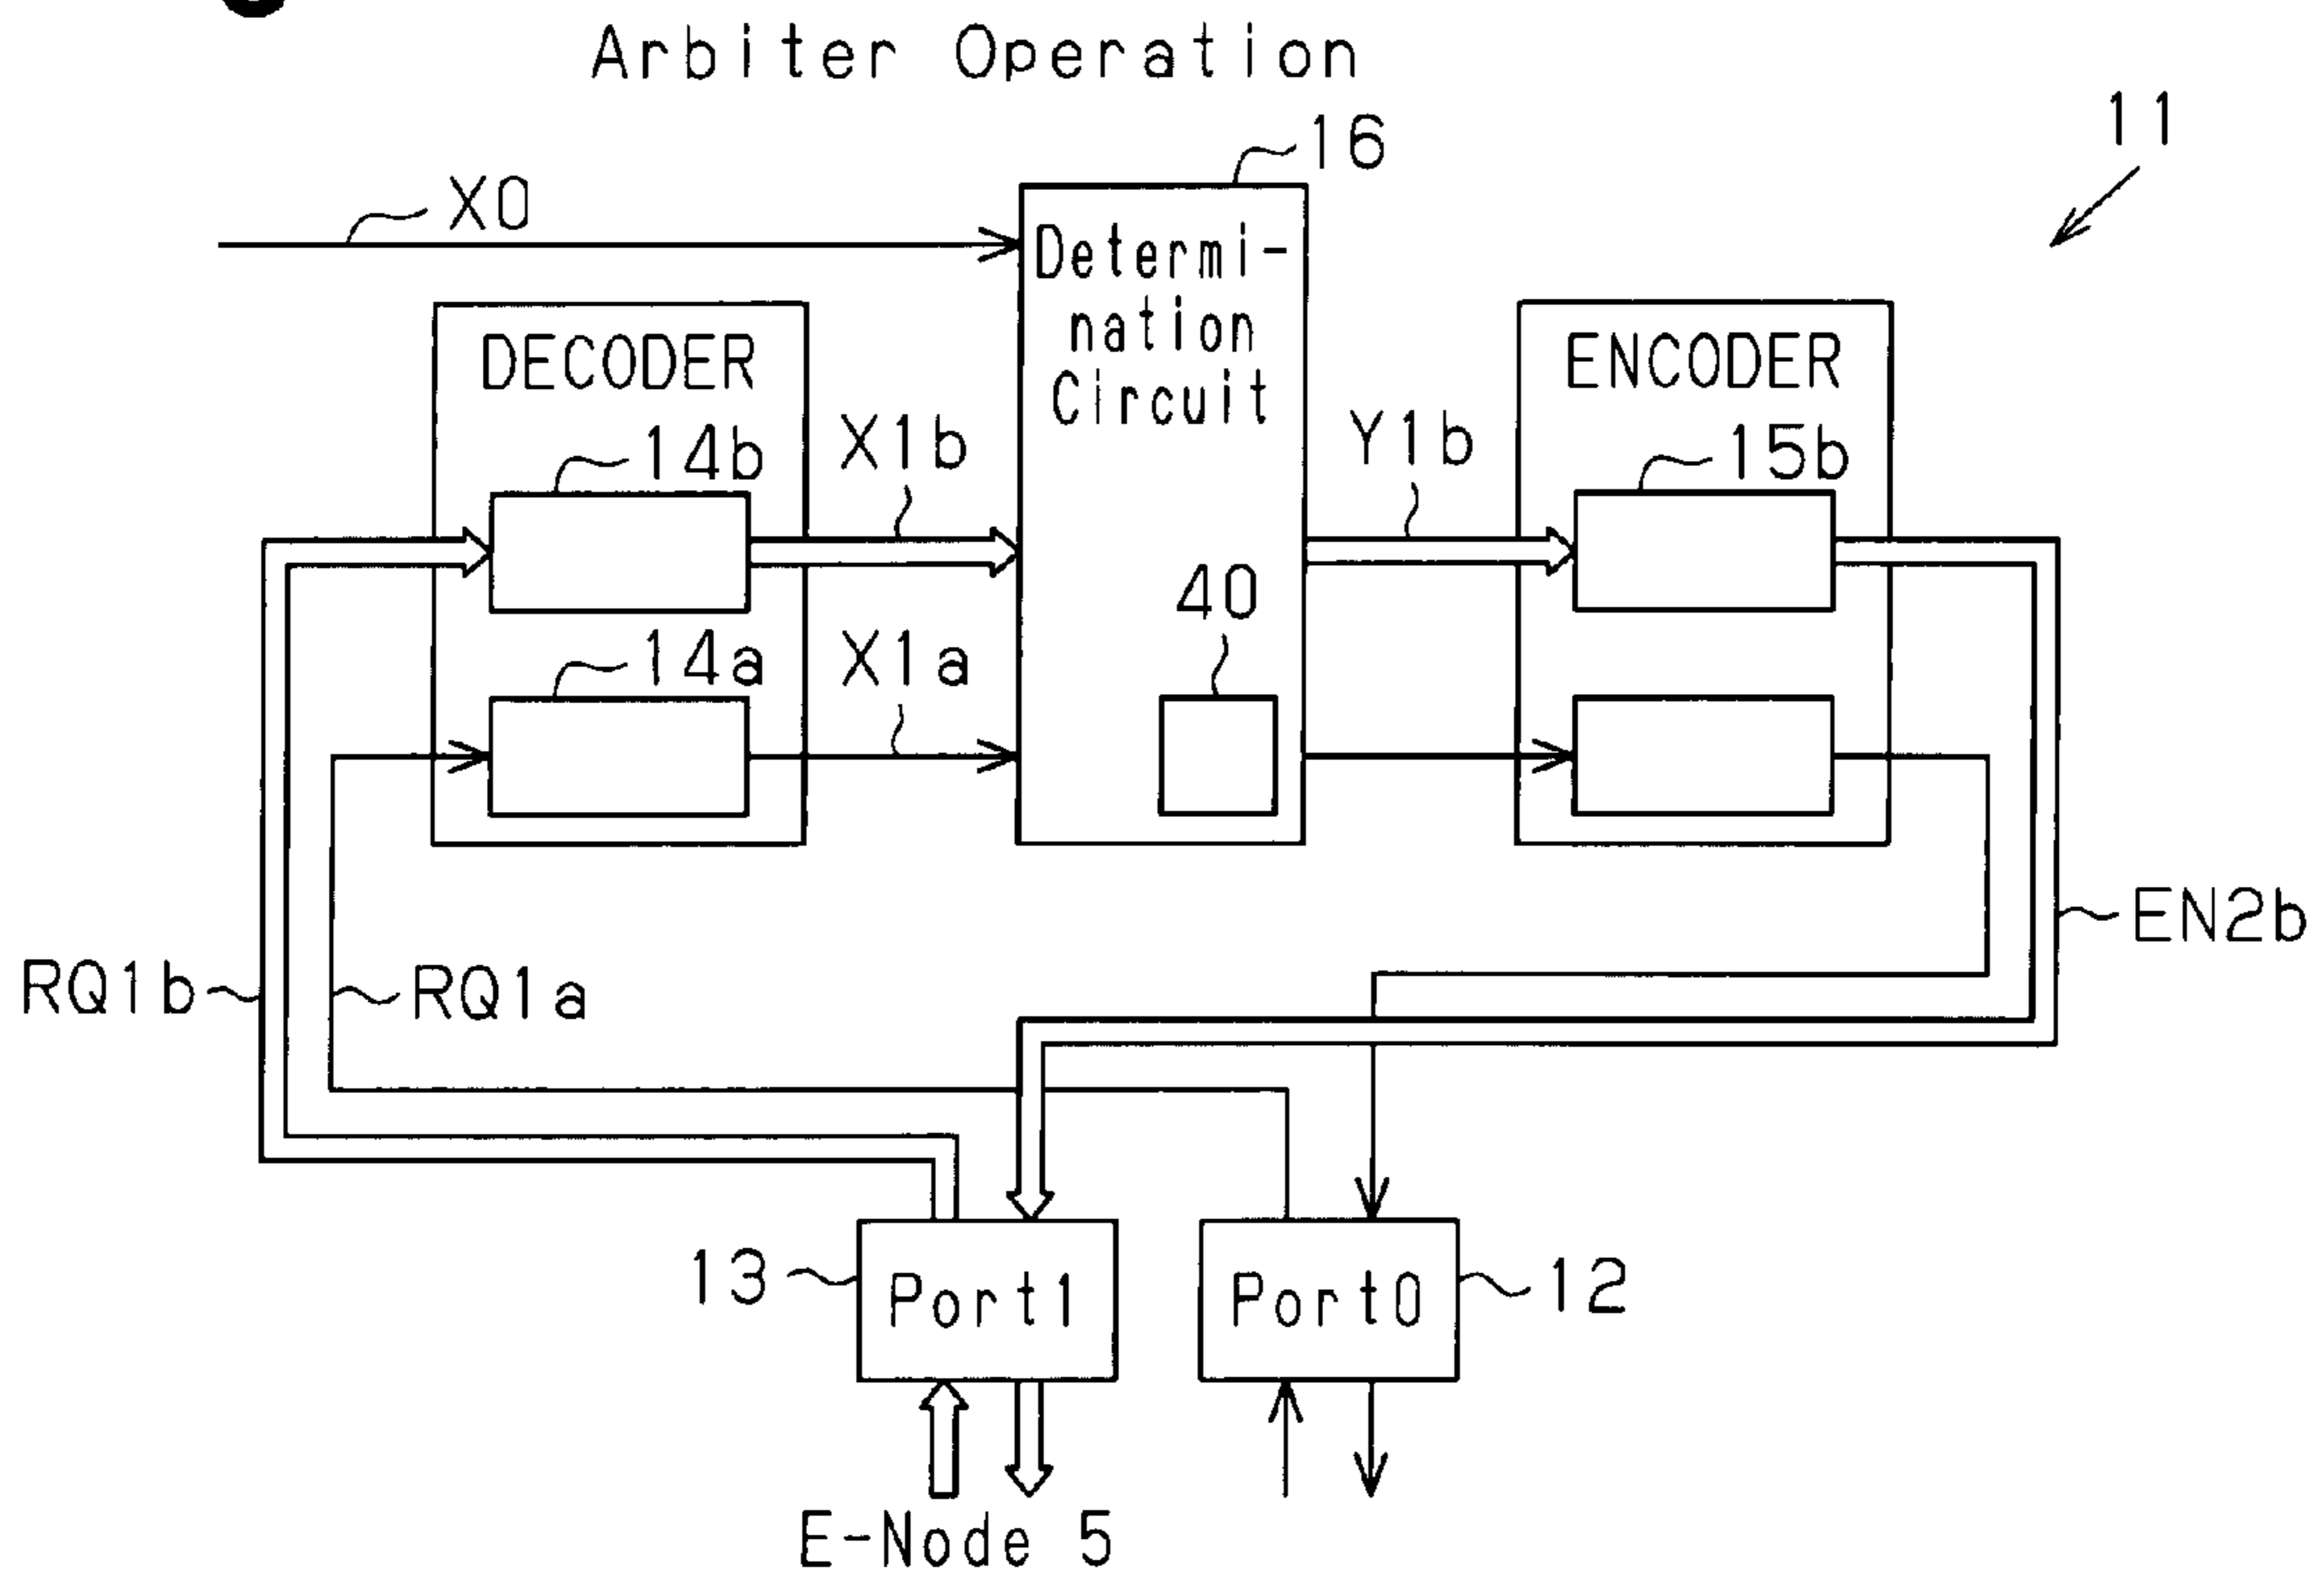 Arbiter Operation
16
11
X0
Determi-
nation
Circuit
DECODER
ENCODER
14b
X1b
Y1b
15b
40
14a
X1a
EN2b
RQ1b
RQ1a
13
Port1
Port0
12
E-Node 5